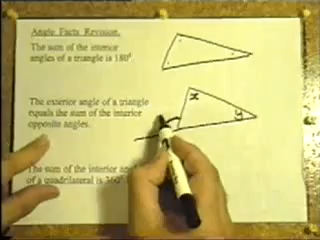 Angle Facts Revision.
The sum of the interior
angles of a triangle is 180°
The exterior angle of a triangle
equals the sum of the interior
opposite angles.
x
y
The sum of the interior ang
of a quadrilateral is 360°